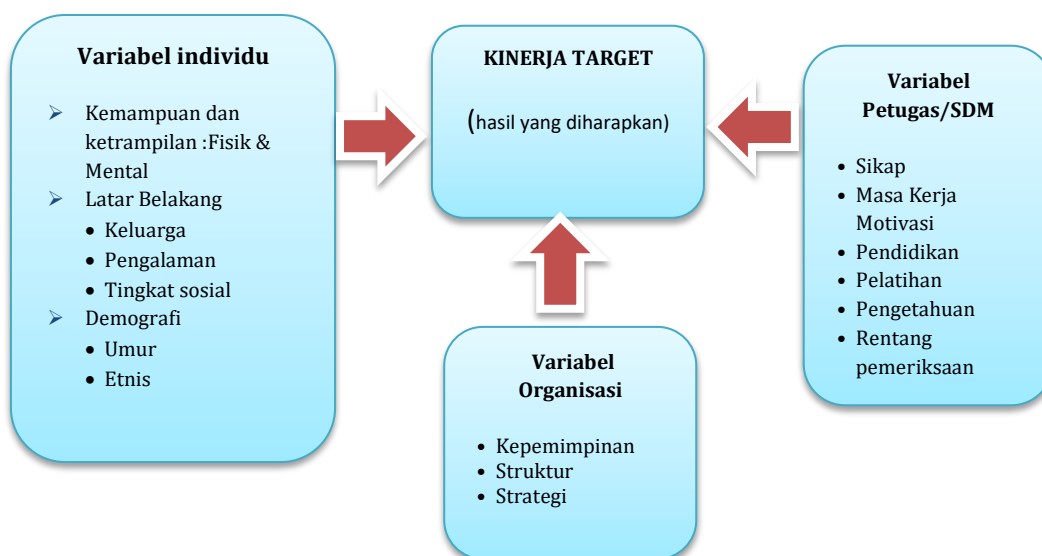 Variabel individu
➢ Kemampuan dan
ketrampilan :Fisik &
Mental
➢ Latar Belakang
• Keluarga
• Pengalaman
• Tingkat sosial
➢ Demografi
• Umur
• Etnis
KINERJA TARGET
(hasil yang diharapkan)
Variabel
Petugas/SDM
• Sikap
• Masa Kerja
Motivasi
• Pendidikan
• Pelatihan
• Pengetahuan
• Rentang
pemeriksaan
Variabel
Organisasi
• Kepemimpinan
• Struktur
• Strategi